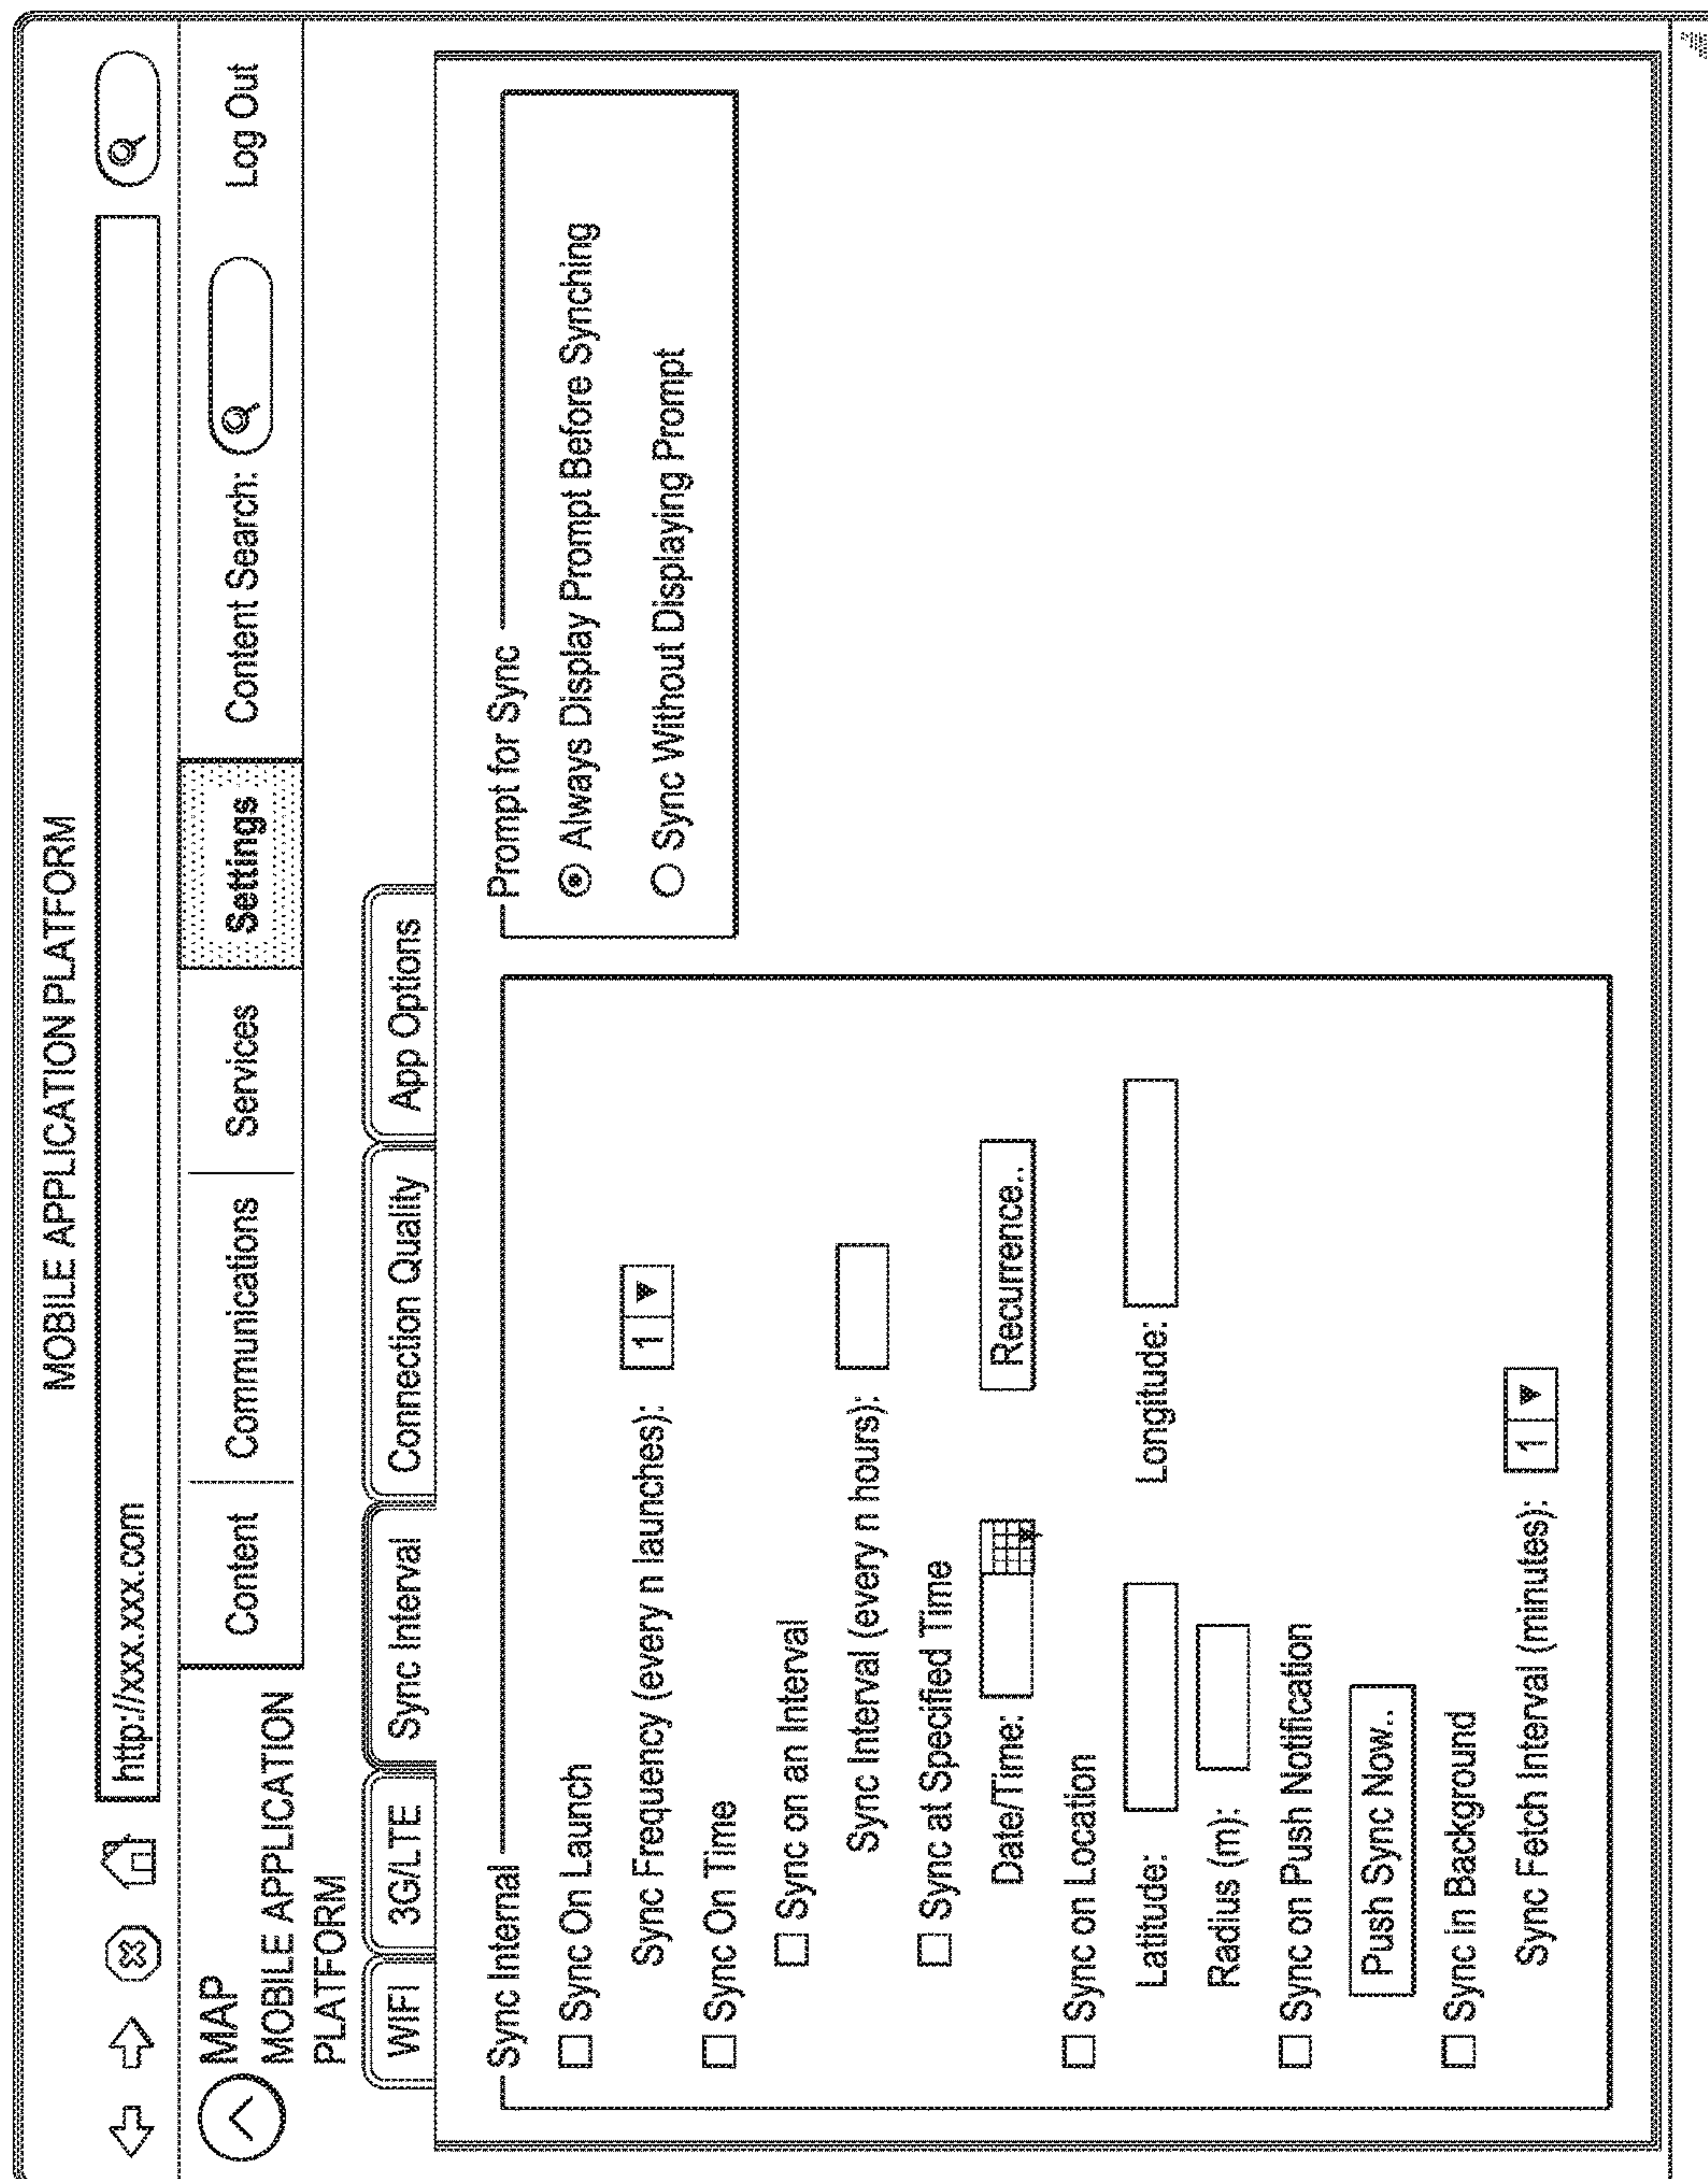 MOBILE APPLICATION PLATFORM
http://xxx.xxx.com
MAP
MOBILE APPLICATION
PLATFORM
Content
Communications
Services
Settings
Content Search:
Log Out
WIFI
3G/LTE
Sync Interval
Connection Quality
App Options
Sync Internal
Sync On Launch
Sync Frequency (every n launches): 1
Sync On Time
Sync on an Interval
Sync Interval (every n hours):
Sync at Specified Time
Date/Time: Recurrence..
Sync on Location
Latitude: Longitude:
Radius (m):
Sync on Push Notification
Push Sync Now..
Sync in Background
Sync Fetch Interval (minutes): 1
Prompt for Sync
Always Display Prompt Before Synching
Sync Without Displaying Prompt